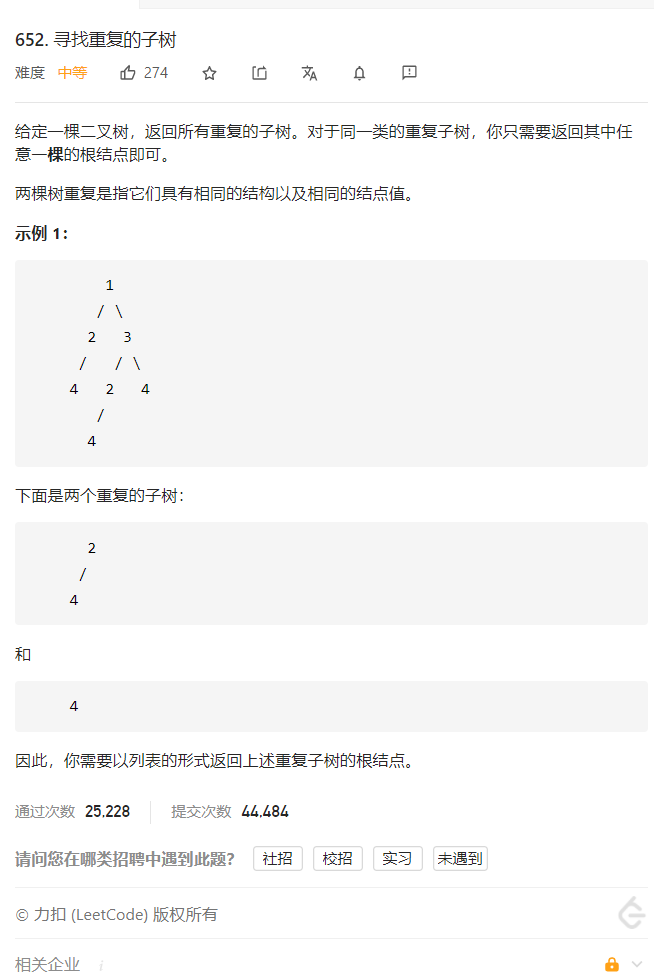 652. 寻找重复的子树
难度 中等 274
给定一棵二叉树，返回所有重复的子树。对于同一类的重复子树，你只需要返回其中任
意一棵的根结点即可。
两棵树重复是指它们具有相同的结构以及相同的结点值。
示例 1：
1
/ \
2 3
/ / \
4 2 4
/
4
下面是两个重复的子树：
2
/
4
和
4
因此，你需要以列表的形式返回上述重复子树的根结点。
通过次数 25,228 提交次数 44,484
请问您在哪类招聘中遇到此题？ 社招 校招 实习 未遇到
© 力扣 (LeetCode) 版权所有
相关企业 i